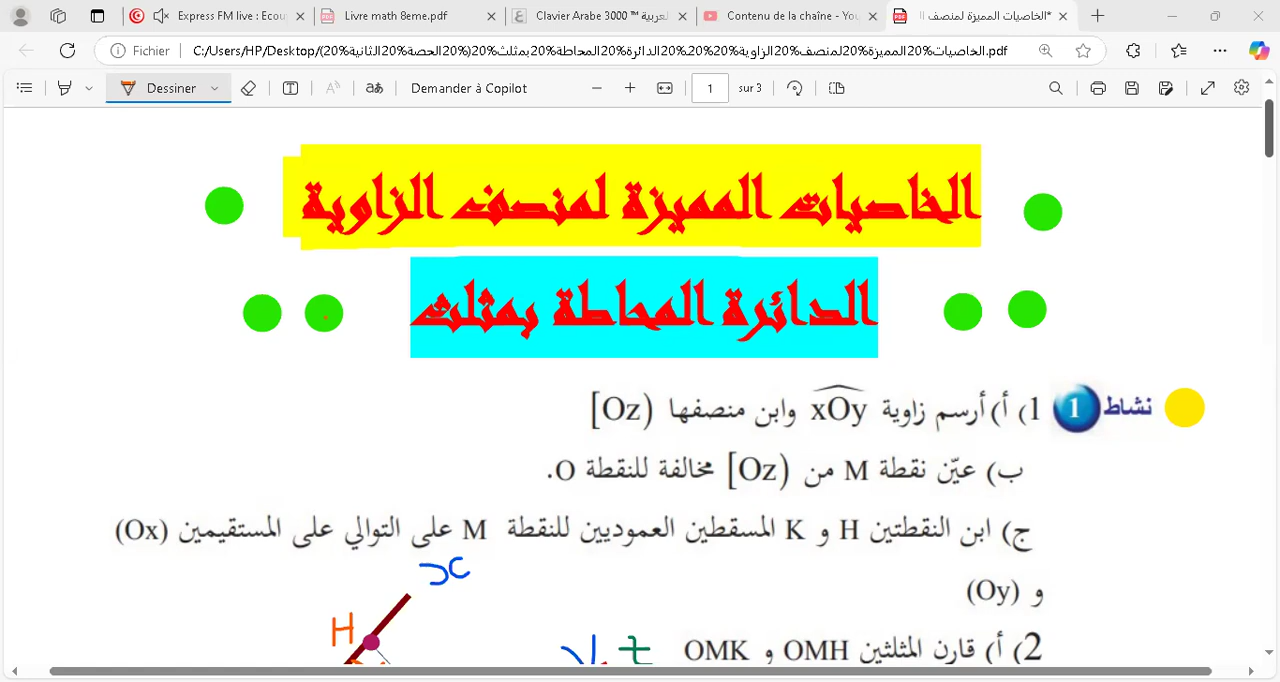 Express FM live : Ecou
Livre math 8eme.pdf
Clavier Arabe 3000 ™ العربية
Contenu de la chaîne - You
الخاصيات المميزة لمنصف ال*
Fichier
C:/Users/HP/Desktop/(20%الخاصيات%20المميزة%20لمنصف%20الزاوية%20%20%20الدائرة%20المحاطة%20بمثلث%20(%20الحصة%20الثانية%20).pdf
Dessiner
Demander à Copilot
1
sur 3
الخاصيات المميزة لمنصف الزاوية
الدائرة المحاطة بمثلث
نشاط 1 1) أ) أرسم زاوية xOy وابن منصفها [Oz)
ب) عيّن نقطة M من [Oz) مخالفة للنقطة O.
ج) ابن النقطتين H و K المسقطين العموديين للنقطة M على التوالي على المستقيمين (Ox)
و (Oy)
x
H
t
2) أ) قارن المثلثين OMH و OMK